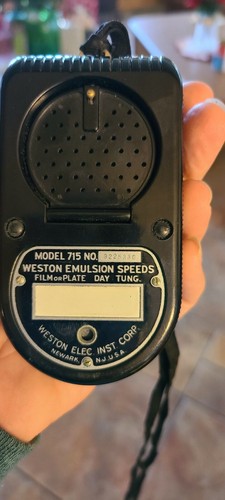 MODEL 715 NO.
WESTON EMULSION SPEEDS
FILM OR PLATE DAY TUNG.
WESTON ELEC INST CORP.
NEWARK, N.J. U.S.A